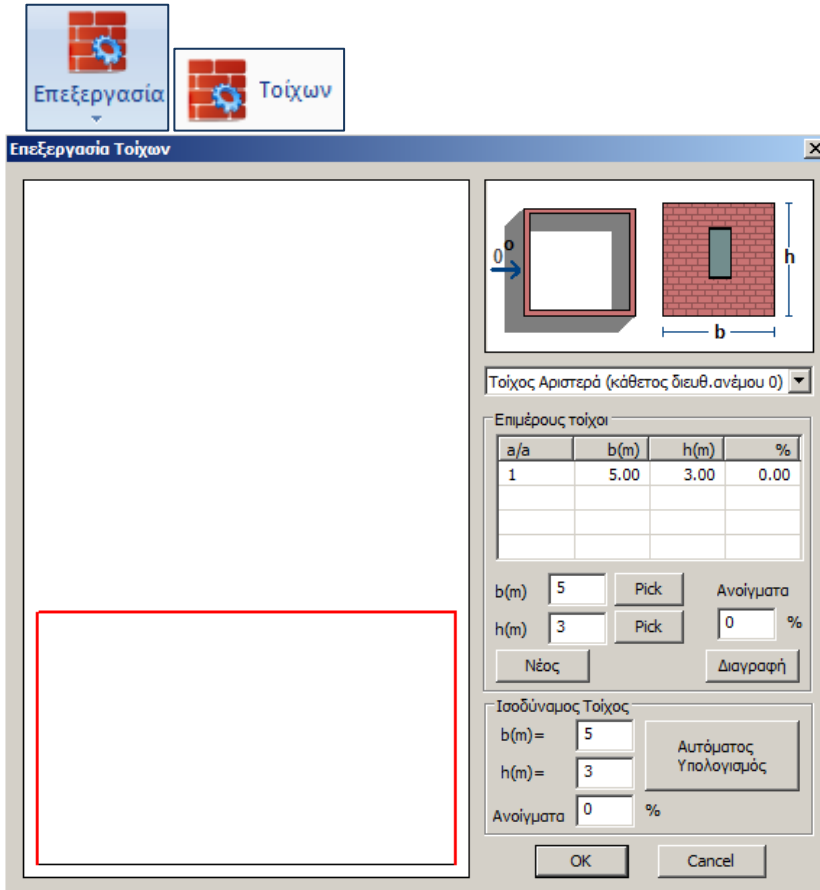 Επεξεργασία
Τοίχων
Επεξεργασία Τοίχων
0°
h
b
Τοίχος Αριστερά (κάθετος διευθ.ανέμου 0)
Επιμέρους τοίχοι
a/a b(m) h(m) %
1 5.00 3.00 0.00
b(m) 5 Pick Ανοίγματα
h(m) 3 Pick 0 %
Νέος Διαγραφή
Ισοδύναμος Τοίχος
b(m)= 5
h(m)= 3
Αυτόματος
Υπολογισμός
Ανοίγματα 0 %
OK Cancel